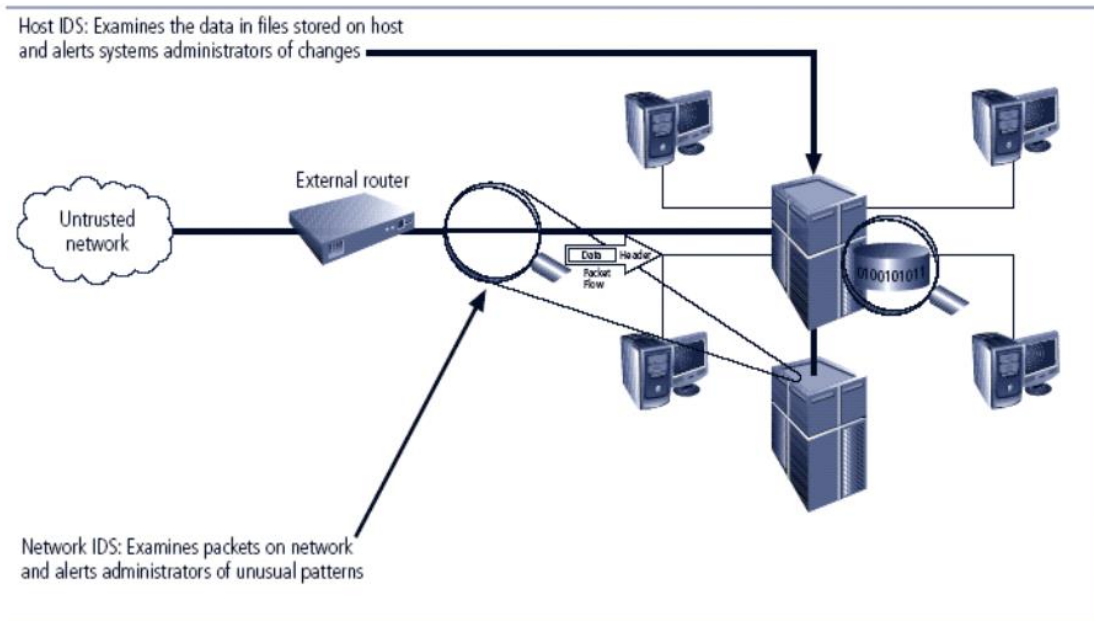 Host IDS: Examines the data in files stored on host
and alerts systems administrators of changes
External router
Untrusted
network
Data Header
Packet
Flow
0100101011
Network IDS: Examines packets on network
and alerts administrators of unusual patterns